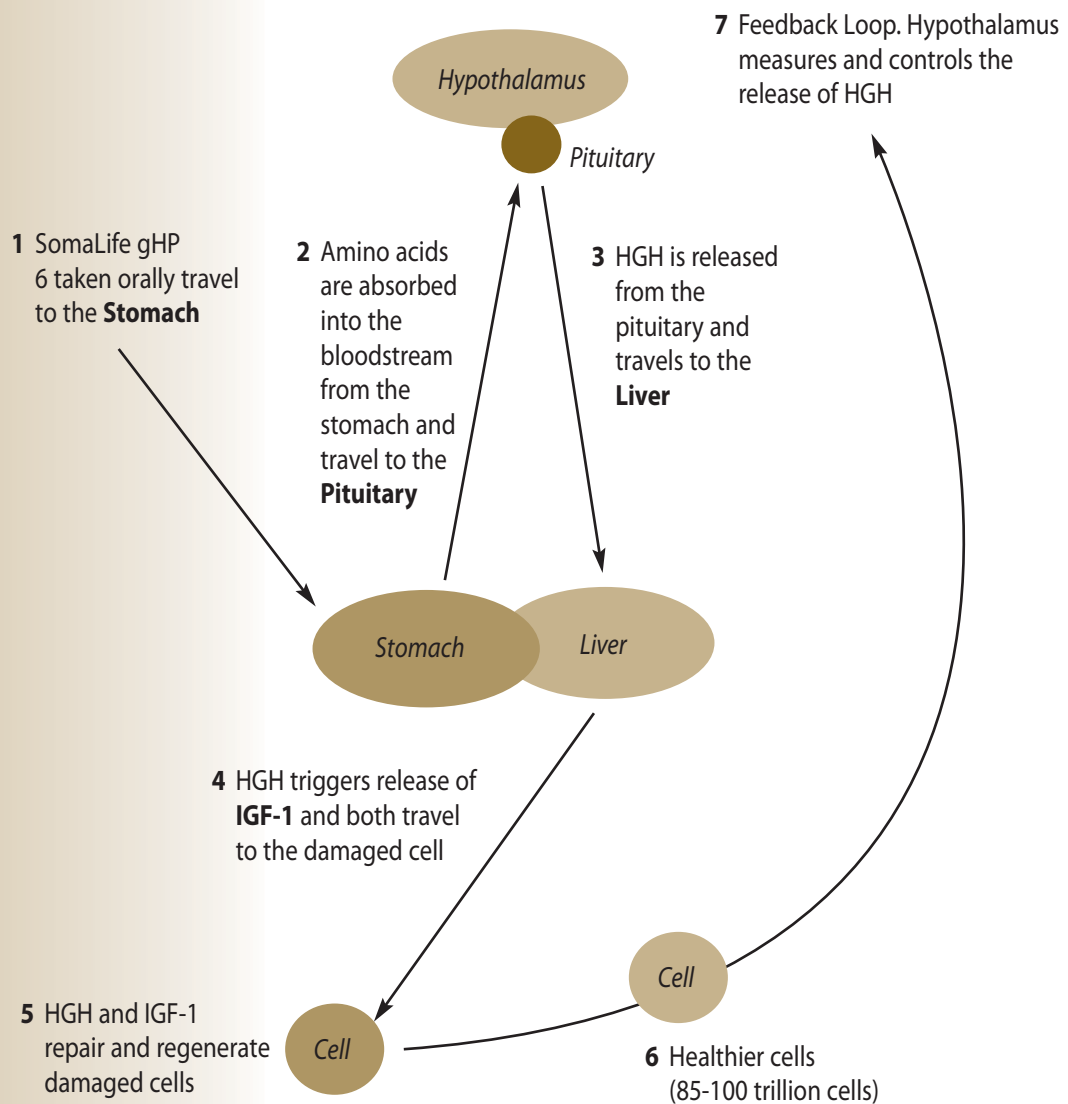 7 Feedback Loop. Hypothalamus
measures and controls the
release of HGH
Hypothalamus
Pituitary
1 SomaLife gHP
6 taken orally travel
to the Stomach
2 Amino acids
are absorbed
into the
bloodstream
from the
stomach and
travel to the
Pituitary
3 HGH is released
from the
pituitary and
travels to the
Liver
Stomach
Liver
4 HGH triggers release of
IGF-1 and both travel
to the damaged cell
5 HGH and IGF-1
repair and regenerate
damaged cells
Cell
Cell
6 Healthier cells
(85-100 trillion cells)